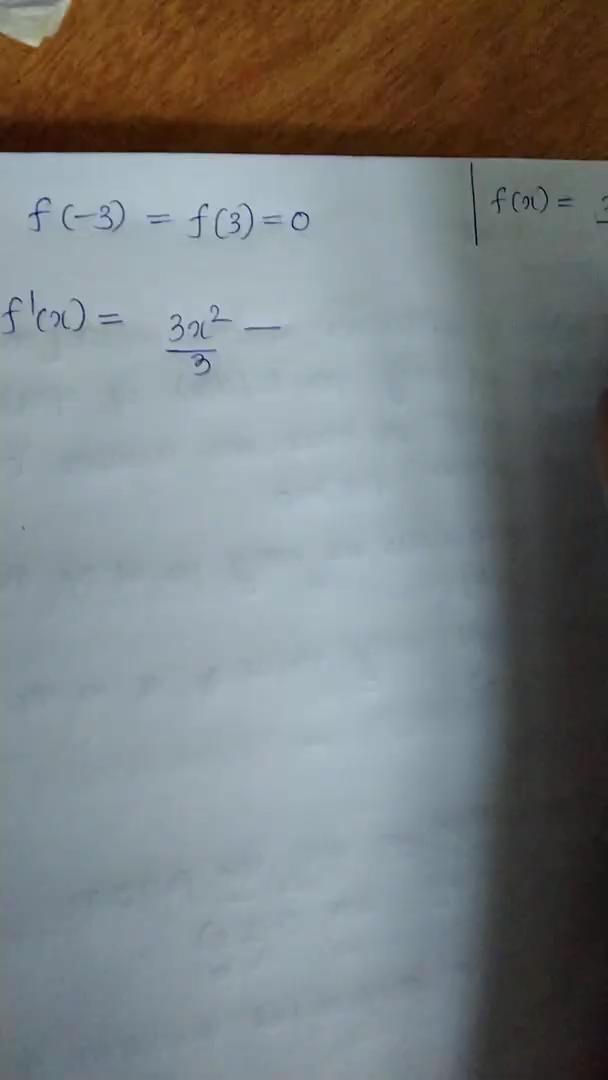 f(-3) = f(3) = 0
f(x) =
f'(x) = 3x²/3 —